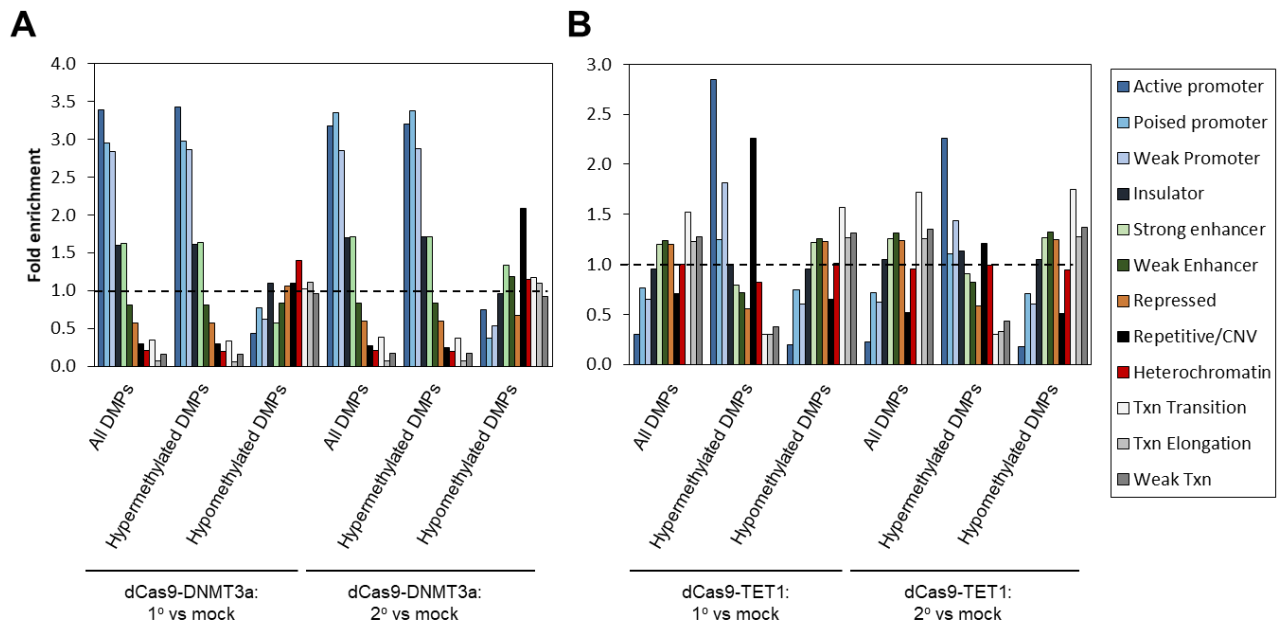 A
B
Fold enrichment
4.0
3.5
3.0
2.5
2.0
1.5
1.0
0.5
0.0
All DMPs
Hypermethylated DMPs
Hypomethylated DMPs
All DMPs
Hypermethylated DMPs
Hypomethylated DMPs
dCas9-DNMT3a:
1º vs mock
dCas9-DNMT3a:
2º vs mock
3.0
2.5
2.0
1.5
1.0
0.5
0.0
All DMPs
Hypermethylated DMPs
Hypomethylated DMPs
All DMPs
Hypermethylated DMPs
Hypomethylated DMPs
dCas9-TET1:
1º vs mock
dCas9-TET1:
2º vs mock
Active promoter
Poised promoter
Weak Promoter
Insulator
Strong enhancer
Weak Enhancer
Repressed
Repetitive/CNV
Heterochromatin
Txn Transition
Txn Elongation
Weak Txn